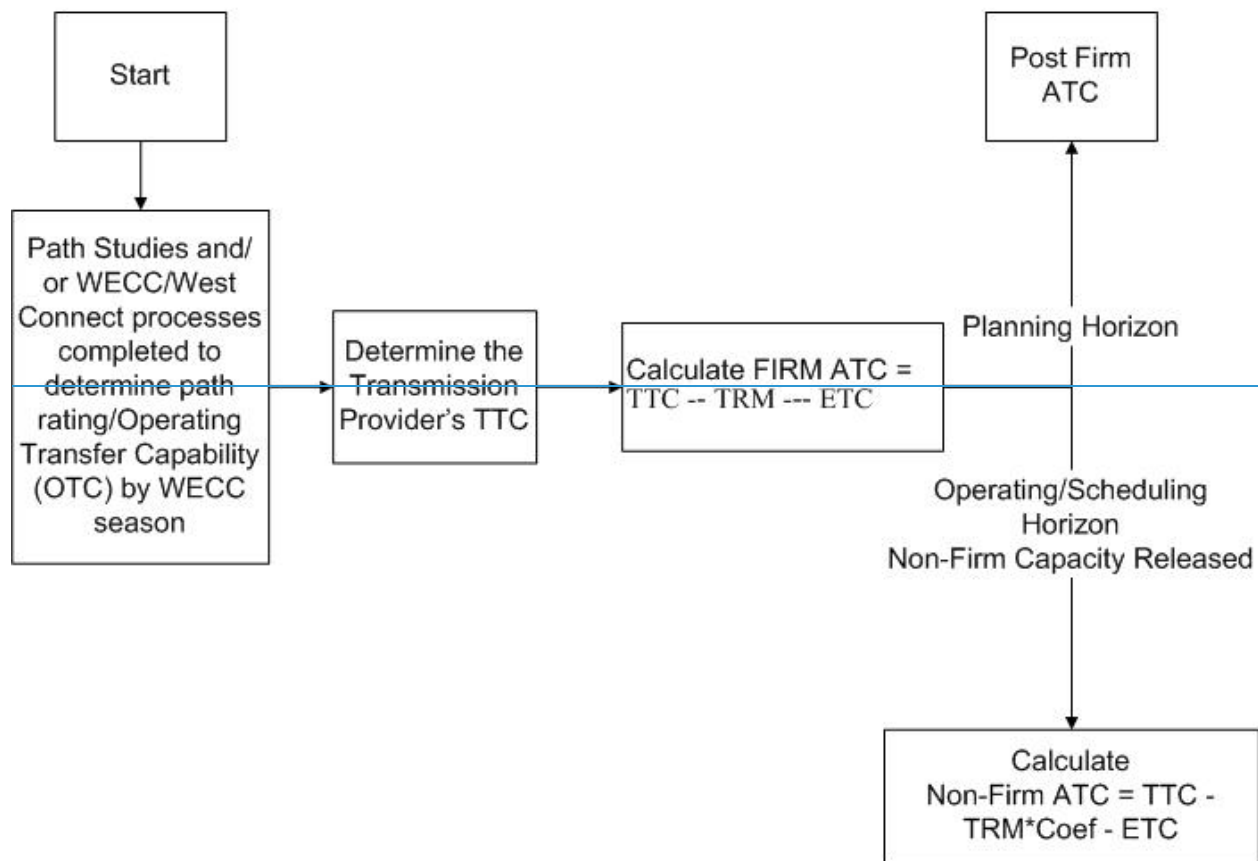 Start
Path Studies and/
or WECC/West
Connect processes
completed to
determine path
rating/Operating
Transfer Capability
(OTC) by WECC
season
Determine the
Transmission
Provider's TTC
Calculate FIRM ATC =
TTC -- TRM --- ETC
Post Firm
ATC
Planning Horizon
Operating/Scheduling
Horizon
Non-Firm Capacity Released
Calculate
Non-Firm ATC = TTC -
TRM*Coef - ETC